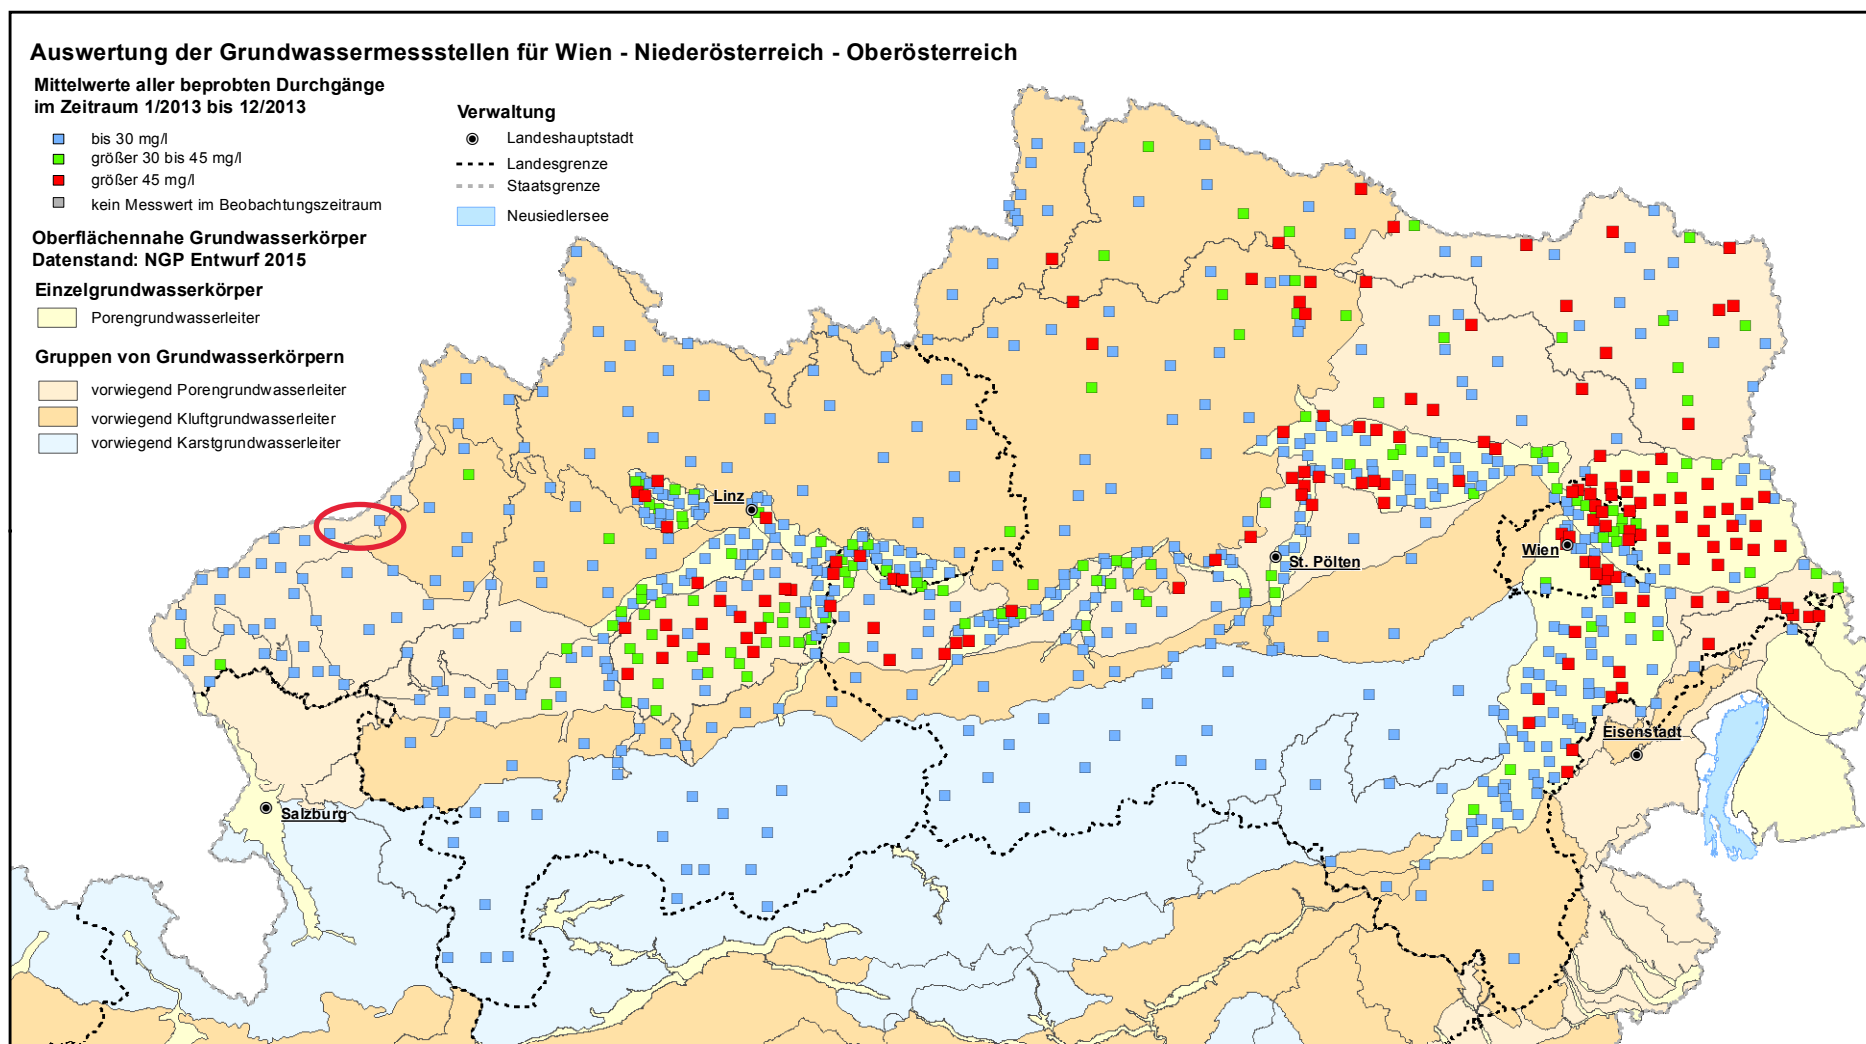 Auswertung der Grundwassermessstellen für Wien - Niederösterreich - Oberösterreich
Mittelwerte aller beprobten Durchgänge
im Zeitraum 1/2013 bis 12/2013
bis 30 mg/l
größer 30 bis 45 mg/l
größer 45 mg/l
kein Messwert im Beobachtungszeitraum
Oberflächennahe Grundwasserkörper
Datenstand: NGP Entwurf 2015
Einzelgrundwasserkörper
Porengrundwasserleiter
Gruppen von Grundwasserkörpern
vorwiegend Porengrundwasserleiter
vorwiegend Kluftgrundwasserleiter
vorwiegend Karstgrundwasserleiter
Verwaltung
Landeshauptstadt
Landesgrenze
Staatsgrenze
Neusiedlersee
Linz
Wien
St. Pölten
Eisenstadt
Salzburg